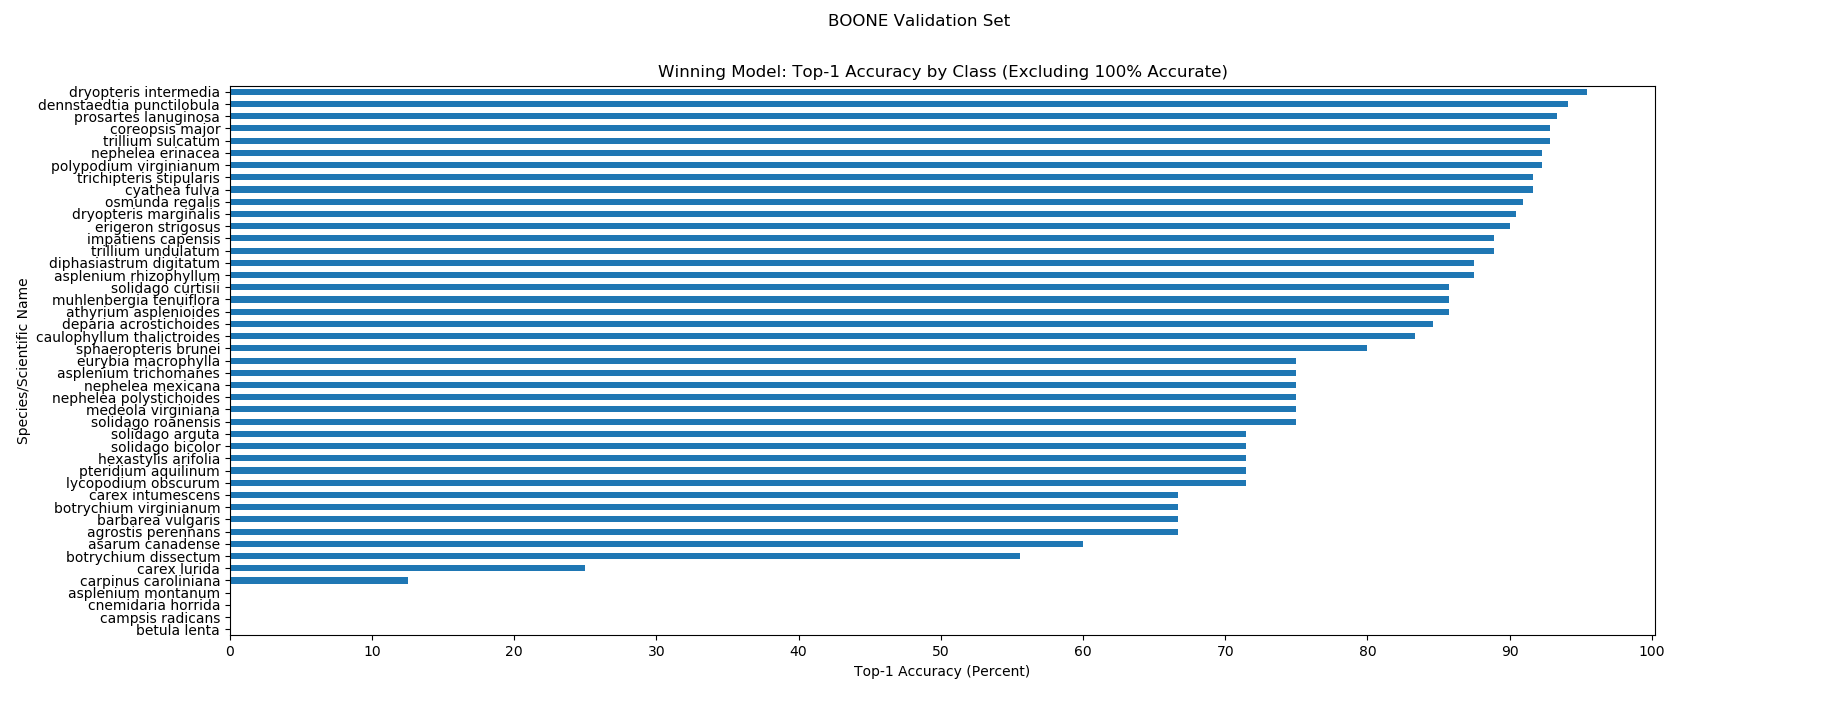 BOONE Validation Set
Winning Model: Top-1 Accuracy by Class (Excluding 100% Accurate)
dryopteris intermedia
dennstaedtia punctilobula
prosartes lanuginosa
coreopsis major
trillium sulcatum
nephelea erinacea
polypodium virginianum
trichipteris stipularis
cyathea fulva
osmunda regalis
dryopteris marginalis
erigeron strigosus
impatiens capensis
trillium undulatum
diphasiastrum digitatum
asplenium rhizophyllum
solidago curtisii
muhlenbergia tenuiflora
athyrium asplenioides
deparia acrostichoides
caulophyllum thalictroides
sphaeropteris brunei
eurybia macrophylla
asplenium trichomanes
nephelea mexicana
nephelea polystichoides
medeola virginiana
solidago roanensis
solidago arguta
solidago bicolor
hexastylis arifolia
pteridium aquilinum
lycopodium obscurum
carex intumescens
botrychium virginianum
barbarea vulgaris
agrostis perennans
asarum canadense
botrychium dissectum
carex lurida
carpinus caroliniana
asplenium montanum
cnemidaria horrida
campsis radicans
betula lenta
Species/Scientific Name
0 10 20 30 40 50 60 70 80 90 100
Top-1 Accuracy (Percent)